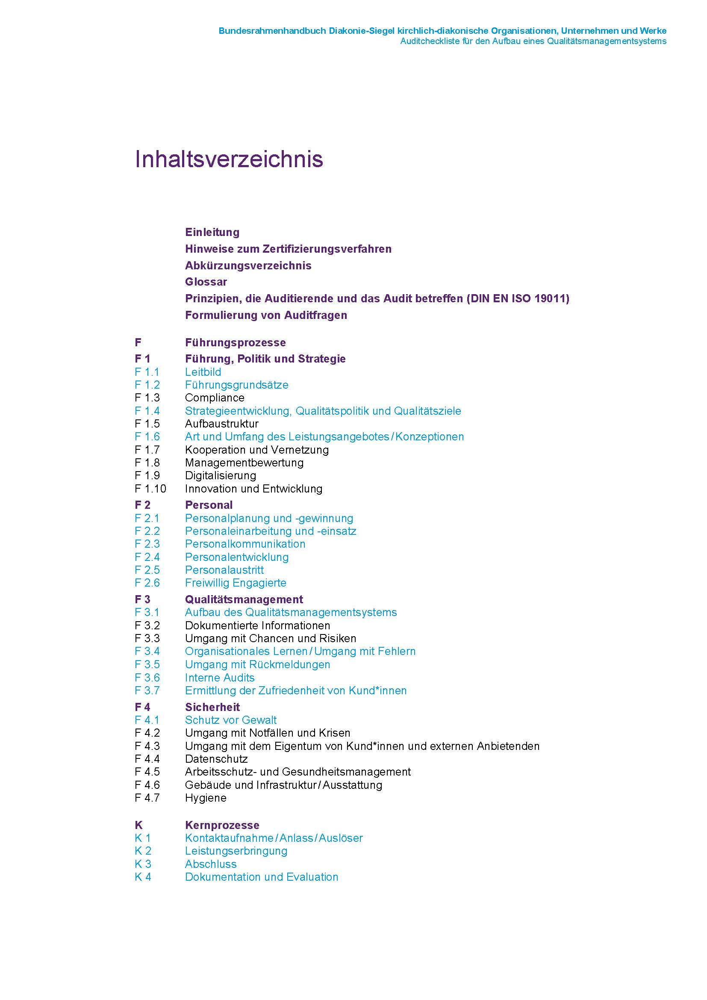 Bundesrahmenhandbuch Diakonie-Siegel kirchlich-diakonische Organisationen, Unternehmen und Werke
Auditcheckliste für den Aufbau eines Qualitätsmanagementsystems
Inhaltsverzeichnis
Einleitung
Hinweise zum Zertifizierungsverfahren
Abkürzungsverzeichnis
Glossar
Prinzipien, die Auditierende und das Audit betreffen (DIN EN ISO 19011)
Formulierung von Auditfragen
F Führungsprozesse
F 1 Führung, Politik und Strategie
F 1.1 Leitbild
F 1.2 Führungsgrundsätze
F 1.3 Compliance
F 1.4 Strategieentwicklung, Qualitätspolitik und Qualitätsziele
F 1.5 Aufbaustruktur
F 1.6 Art und Umfang des Leistungsangebotes/Konzeptionen
F 1.7 Kooperation und Vernetzung
F 1.8 Managementbewertung
F 1.9 Digitalisierung
F 1.10 Innovation und Entwicklung
F 2 Personal
F 2.1 Personalplanung und -gewinnung
F 2.2 Personaleinarbeitung und -einsatz
F 2.3 Personalkommunikation
F 2.4 Personalentwicklung
F 2.5 Personalaustritt
F 2.6 Freiwillig Engagierte
F 3 Qualitätsmanagement
F 3.1 Aufbau des Qualitätsmanagementsystems
F 3.2 Dokumentierte Informationen
F 3.3 Umgang mit Chancen und Risiken
F 3.4 Organisationales Lernen/Umgang mit Fehlern
F 3.5 Umgang mit Rückmeldungen
F 3.6 Interne Audits
F 3.7 Ermittlung der Zufriedenheit von Kund*innen
F 4 Sicherheit
F 4.1 Schutz vor Gewalt
F 4.2 Umgang mit Notfällen und Krisen
F 4.3 Umgang mit dem Eigentum von Kund*innen und externen Anbietenden
F 4.4 Datenschutz
F 4.5 Arbeitsschutz- und Gesundheitsmanagement
F 4.6 Gebäude und Infrastruktur/Ausstattung
F 4.7 Hygiene
K Kernprozesse
K 1 Kontaktaufnahme/Anlass/Auslöser
K 2 Leistungserbringung
K 3 Abschluss
K 4 Dokumentation und Evaluation